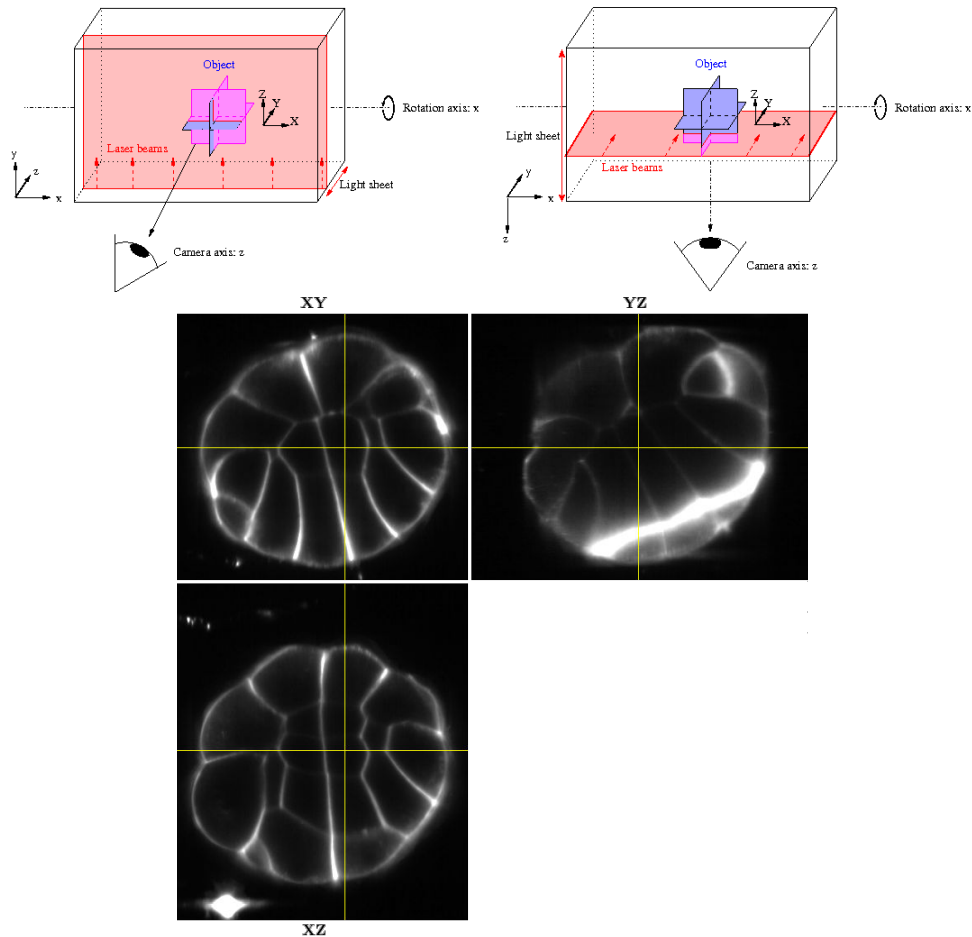 Object
Z
Y
X
Rotation axis: x
Laser beams
Light sheet
y
z
x
Camera axis: z
Object
Z
Y
X
Rotation axis: x
Light sheet
Laser beams
y
x
z
Camera axis: z
XY
YZ
XZ